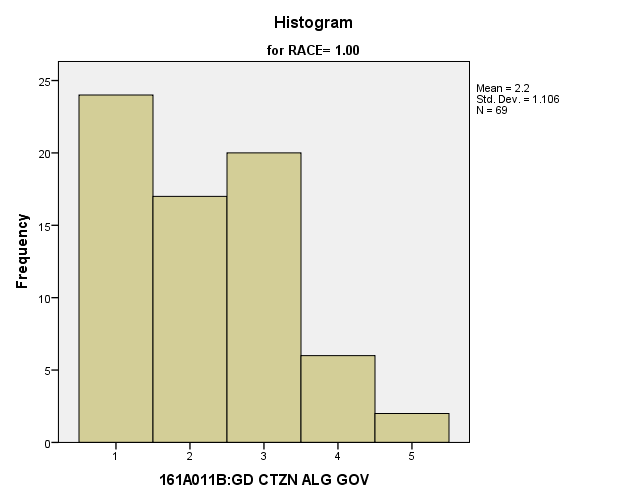 Histogram
for RACE= 1.00
Mean = 2.2
Std. Dev. = 1.106
N = 69
Frequency
25
20
15
10
5
0
1 2 3 4 5
161A011B:GD CTZN ALG GOV